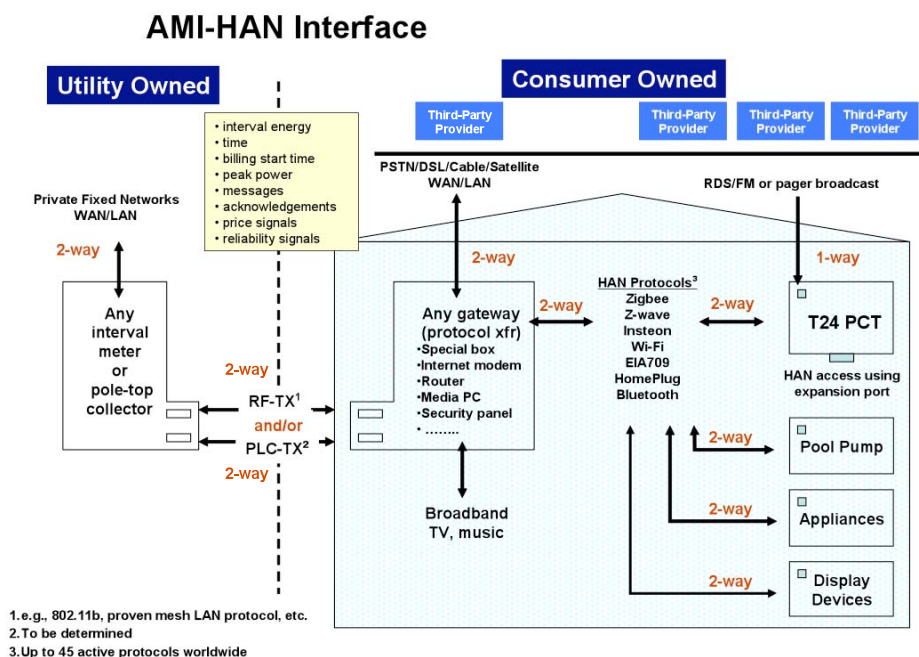 AMI-HAN Interface
Utility Owned
Consumer Owned
Third-Party
Provider
Third-Party
Provider
Third-Party
Provider
Third-Party
Provider
• interval energy
• time
• billing start time
• peak power
• messages
• acknowledgements
• price signals
• reliability signals
PSTN/DSL/Cable/Satellite
WAN/LAN
RDS/FM or pager broadcast
Private Fixed Networks
WAN/LAN
2-way
2-way
1-way
Any
interval
meter
or
pole-top
collector
Any gateway
(protocol xfr)
•Special box
•Internet modem
•Router
•Media PC
•Security panel
• ........
2-way
HAN Protocols³
Zigbee
Z-wave
Insteon
Wi-Fi
EIA709
HomePlug
Bluetooth
2-way
T24 PCT
HAN access using
expansion port
2-way
RF-TX¹
and/or
PLC-TX²
2-way
2-way
Pool Pump
Broadband
TV, music
2-way
Appliances
2-way
Display
Devices
1.e.g., 802.11b, proven mesh LAN protocol, etc.
2.To be determined
3.Up to 45 active protocols worldwide